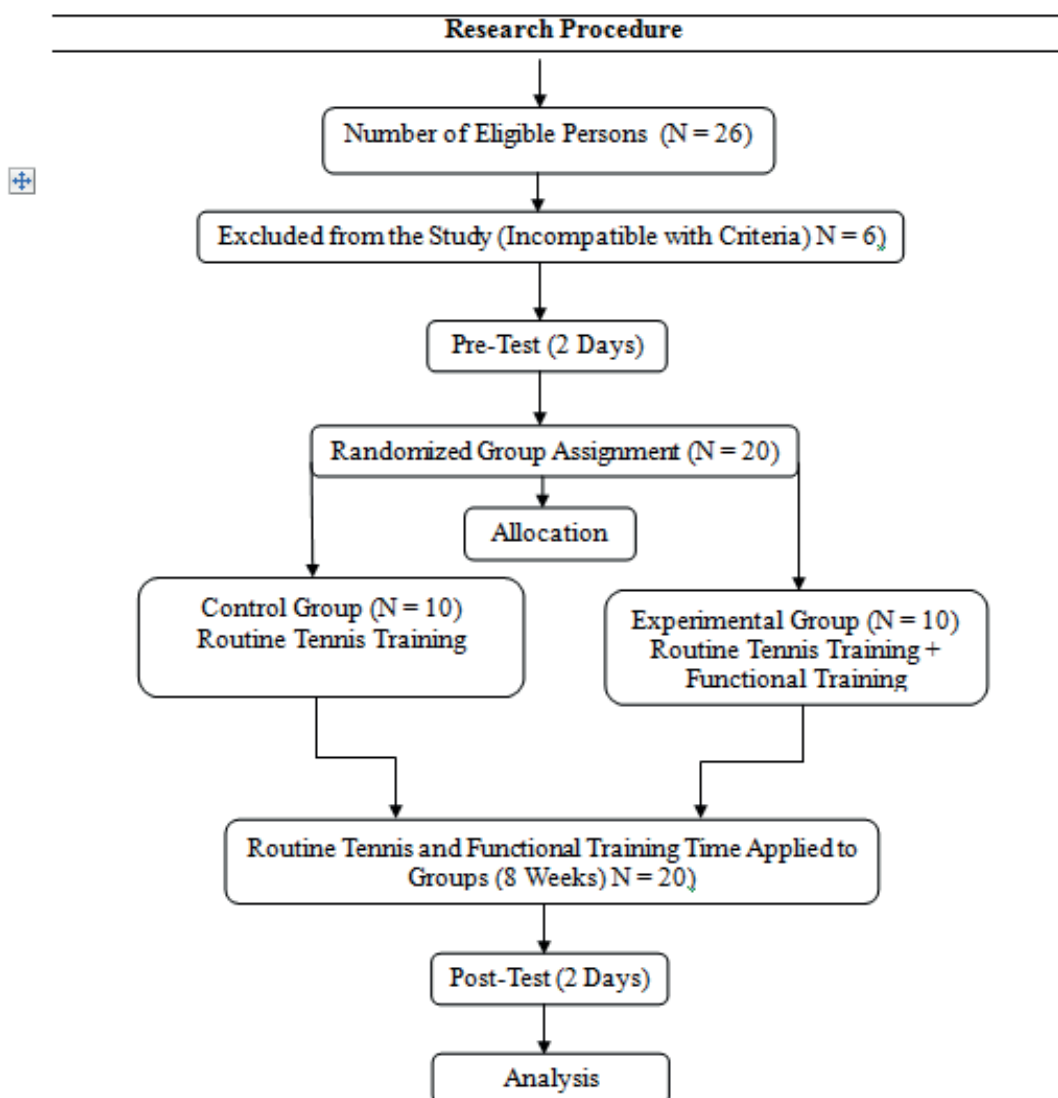 Research Procedure
Number of Eligible Persons (N = 26)
Excluded from the Study (Incompatible with Criteria) N = 6)
Pre-Test (2 Days)
Randomized Group Assignment (N = 20)
Allocation
Control Group (N = 10)
Routine Tennis Training
Experimental Group (N = 10)
Routine Tennis Training +
Functional Training
Routine Tennis and Functional Training Time Applied to
Groups (8 Weeks) N = 20)
Post-Test (2 Days)
Analysis